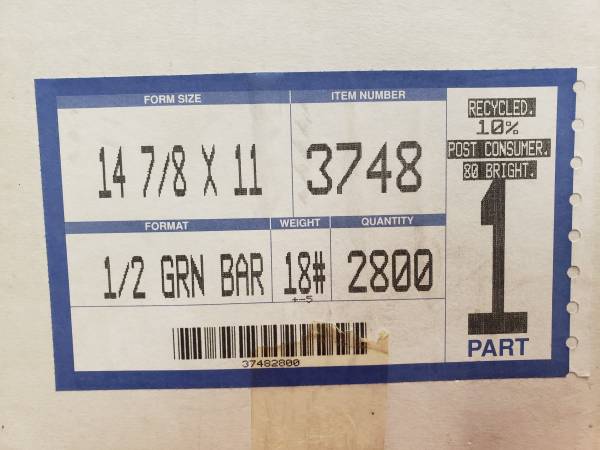 FORM SIZE
ITEM NUMBER
14 7/8 X 11
3748
RECYCLED.
10%
POST CONSUMER.
80 BRIGHT.
FORMAT
WEIGHT
QUANTITY
1/2 GRN BAR
18#
+-5
2800
1
PART
37482800